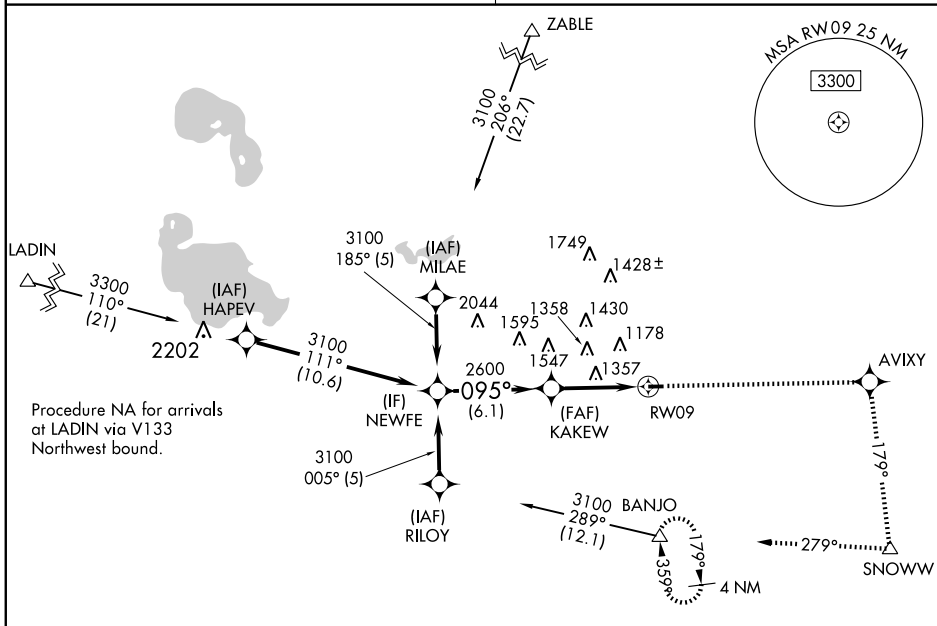 ZABLE
MSA RW09 25 NM
3300
3100
206°
(22.7)
LADIN
3300
110°
(21)
(IAF)
HAPEV
2202
3100
111°
(10.6)
3100
185° (5)
(IAF)
MILAE
2044
1595
1547
1358
1749
1428±
1430
1178
1357
2600
095°
(6.1)
(IF)
NEWFE
(FAF)
KAKEW
RW09
AVIXY
179°
SNOWW
279°
Procedure NA for arrivals
at LADIN via V133
Northwest bound.
3100
005° (5)
(IAF)
RILOY
3100
289°
(12.1)
BANJO
179°
359°
4 NM